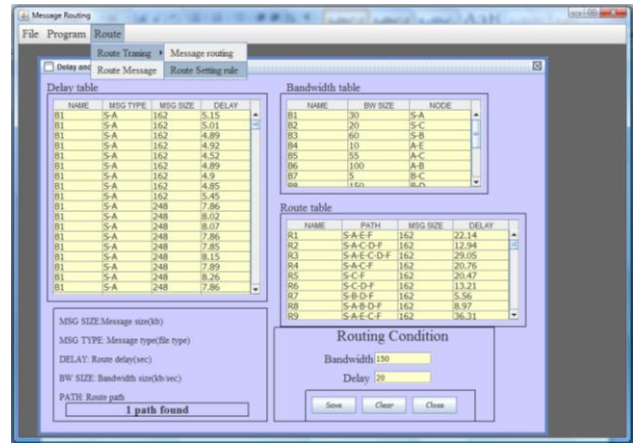 Message Routing
File Program Route
Route Traning Message routing
Route Message Route Setting rule
Delay and
Delay table
NAME MSG TYPE MSG SIZE DELAY
B1 S-A 162 5.15
B1 S-A 162 5.01
B1 S-A 162 4.89
B1 S-A 162 4.92
B1 S-A 162 4.52
B1 S-A 162 4.89
B1 S-A 162 4.9
B1 S-A 162 4.85
B1 S-A 162 5.45
B1 S-A 248 7.86
B1 S-A 248 8.02
B1 S-A 248 8.07
B1 S-A 248 7.86
B1 S-A 248 7.85
B1 S-A 248 8.15
B1 S-A 248 7.89
B1 S-A 248 8.26
B1 S-A 248 7.86
Bandwidth table
NAME BW SIZE NODE
B1 30 S-A
B2 20 S-C
B3 60 S-B
B4 10 A-E
B5 55 A-C
B6 100 A-B
B7 5 B-C
B8 150 B-D
Route table
NAME PATH MSG SIZE DELAY
R1 S-A-E-F 162 22.14
R2 S-A-C-D-F 162 12.94
R3 S-A-E-C-D-F 162 29.05
R4 S-A-C-F 162 20.76
R5 S-C-F 162 20.47
R6 S-C-D-F 162 13.21
R7 S-B-D-F 162 5.56
R8 S-A-B-D-F 162 8.97
R9 S-A-E-C-F 162 36.31
MSG SIZE:Message size(kb)
MSG TYPE: Message type(file type)
DELAY: Route delay(sec)
BW SIZE: Bandwidth size(kb/sec)
PATH: Route path
1 path found
Routing Condition
Bandwidth 150
Delay 20
Save Clear Close